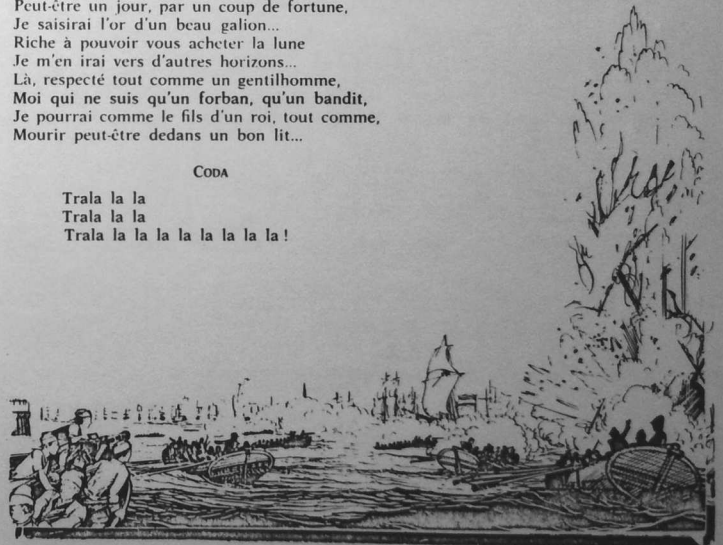 Peut-être un jour, par un coup de fortune,
Je saisirai l'or d'un beau galion...
Riche à pouvoir vous acheter la lune
Je m'en irai vers d'autres horizons...
Là, respecté tout comme un gentilhomme,
Moi qui ne suis qu'un forban, qu'un bandit,
Je pourrai comme le fils d'un roi, tout comme,
Mourir peut-être dedans un bon lit...
CODA
Trala la la
Trala la la
Trala la la la la la la la la !